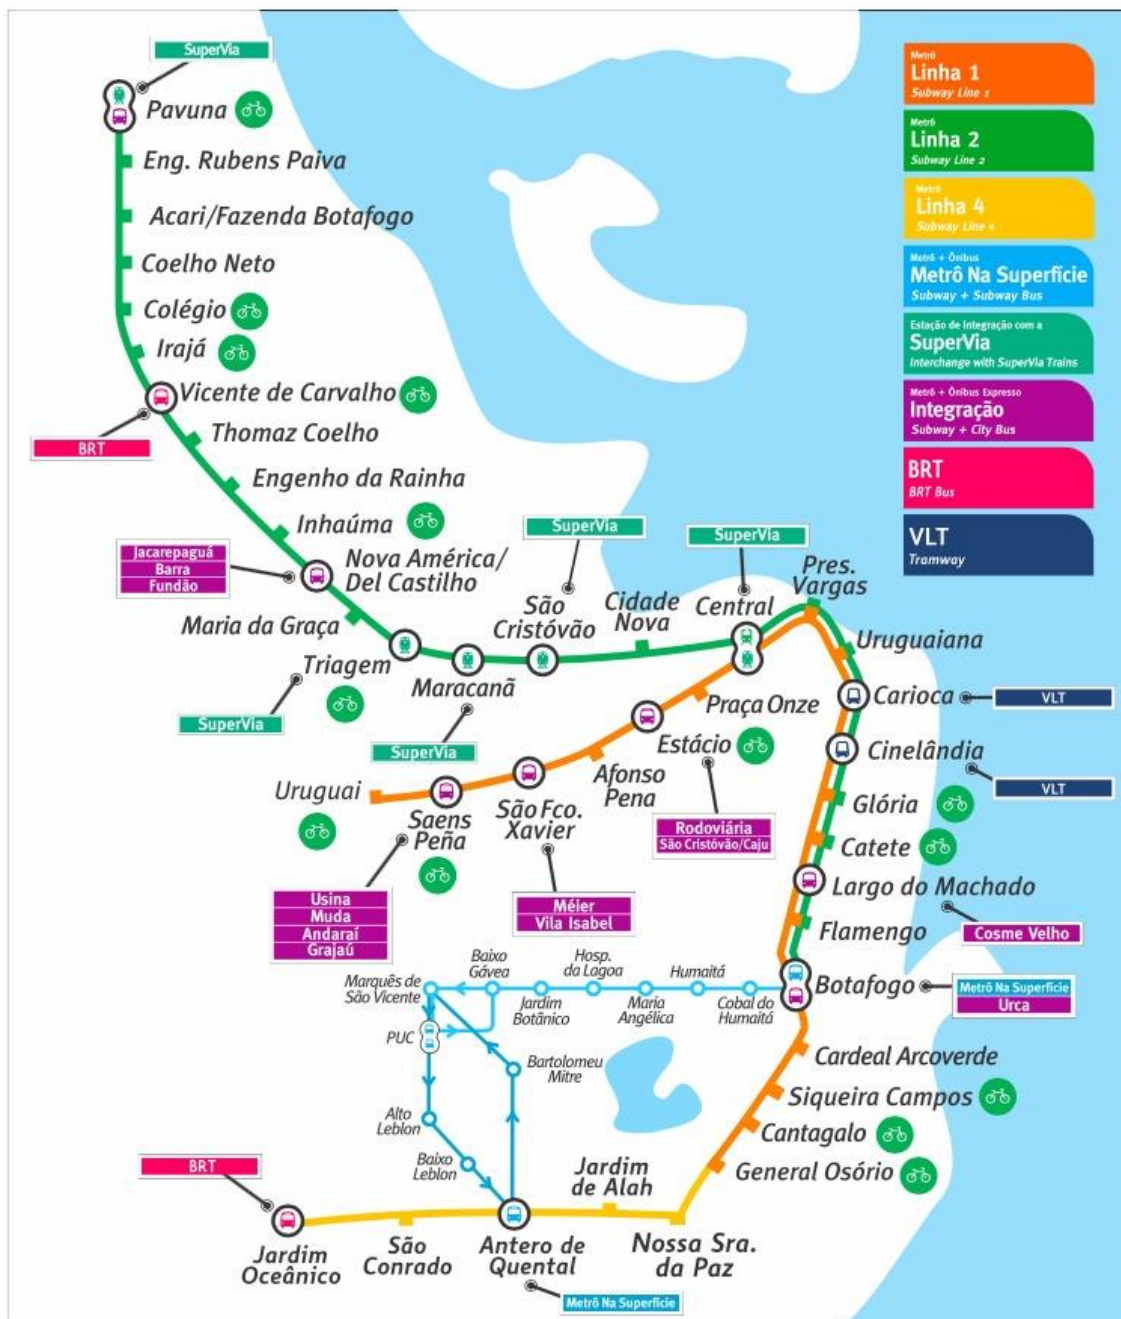 SuperVia
Pavuna
Eng. Rubens Paiva
Acari/Fazenda Botafogo
Coelho Neto
Colégio
Irajá
Vicente de Carvalho
BRT
Thomaz Coelho
Engenho da Rainha
Inhaúma
Jacarepaguá
Barra
Fundão
Nova América/
Del Castilho
Maria da Graça
Triagem
SuperVia
Maracanã
SuperVia
São
Cristóvão
SuperVia
Cidade
Nova
Central
SuperVia
Pres.
Vargas
Uruguaiana
Carioca
VLT
Cinelândia
VLT
Glória
Catete
Largo do Machado
Cosme Velho
Flamengo
Botafogo
Metrô Na Superfície
Urca
Praça Onze
Estácio
Rodoviária
São Cristóvão/Caju
Afonso
Pena
São Fco.
Xavier
Méier
Vila Isabel
Saens
Peña
Usina
Muda
Andaraí
Grajaú
Uruguai
Cobal do
Humaitá
Humaitá
Maria
Angélica
Hosp.
da Lagoa
Jardim
Botânico
Baixo
Gávea
Marquês de
São Vicente
PUC
Alto
Leblon
Baixo
Leblon
Bartolomeu
Mitre
Cardeal Arcoverde
Siqueira Campos
Cantagalo
General Osório
Nossa Sra.
da Paz
Jardim
de Alah
Antero de
Quental
Metrô Na Superfície
São
Conrado
Jardim
Oceânico
BRT
Metrô
Linha 1
Subway Line 1
Metrô
Linha 2
Subway Line 2
Metrô
Linha 4
Subway Line 4
Metrô + Ônibus
Metrô Na Superfície
Subway + Subway Bus
Estação de Integração com a
SuperVia
Interchange with SuperVia Trains
Metrô + Ônibus Expresso
Integração
Subway + City Bus
BRT
BRT Bus
VLT
Tramway